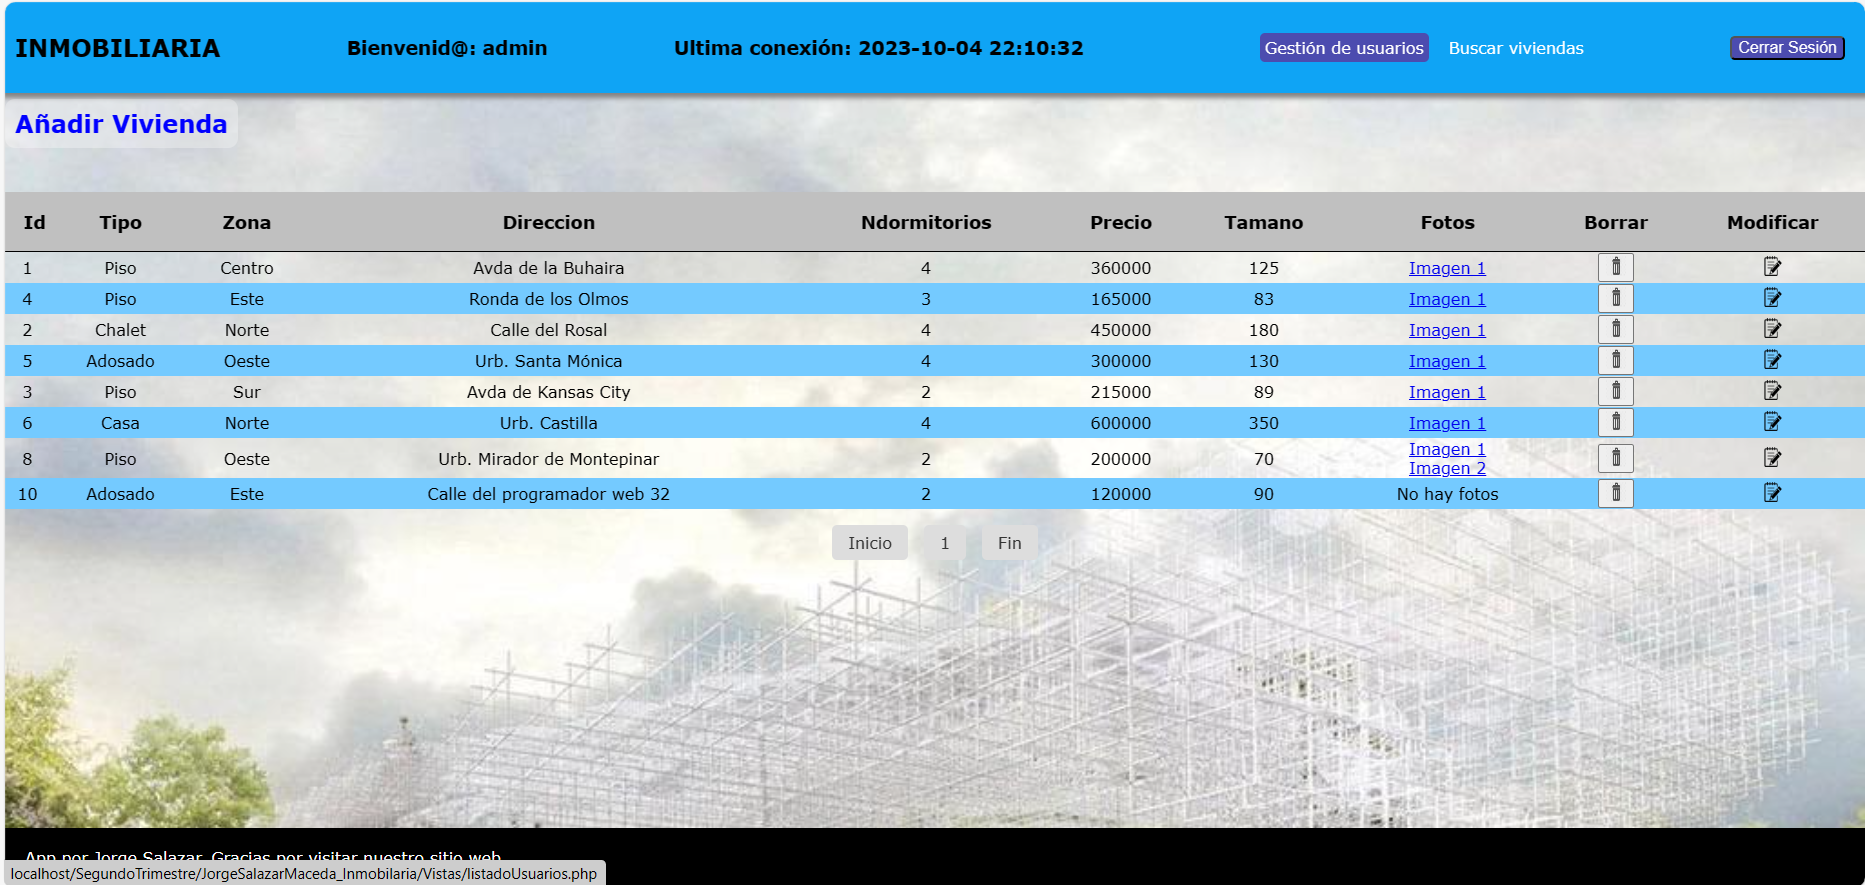 INMOBILIARIA Bienvenid@: admin Ultima conexión: 2023-10-04 22:10:32 Gestión de usuarios Buscar viviendas Cerrar Sesión
Añadir Vivienda
Id Tipo Zona Direccion Ndormitorios Precio Tamano Fotos Borrar Modificar
1 Piso Centro Avda de la Buhaira 4 360000 125 Imagen 1
4 Piso Este Ronda de los Olmos 3 165000 83 Imagen 1
2 Chalet Norte Calle del Rosal 4 450000 180 Imagen 1
5 Adosado Oeste Urb. Santa Mónica 4 300000 130 Imagen 1
3 Piso Sur Avda de Kansas City 2 215000 89 Imagen 1
6 Casa Norte Urb. Castilla 4 600000 350 Imagen 1
8 Piso Oeste Urb. Mirador de Montepinar 2 200000 70 Imagen 1
Imagen 2
10 Adosado Este Calle del programador web 32 2 120000 90 No hay fotos
Inicio 1 Fin
App por Jorge Salazar. Gracias por visitar nuestro sitio web
localhost/SegundoTrimestre/JorgeSalazarMaceda_Inmobilaria/Vistas/listadoUsuarios.php